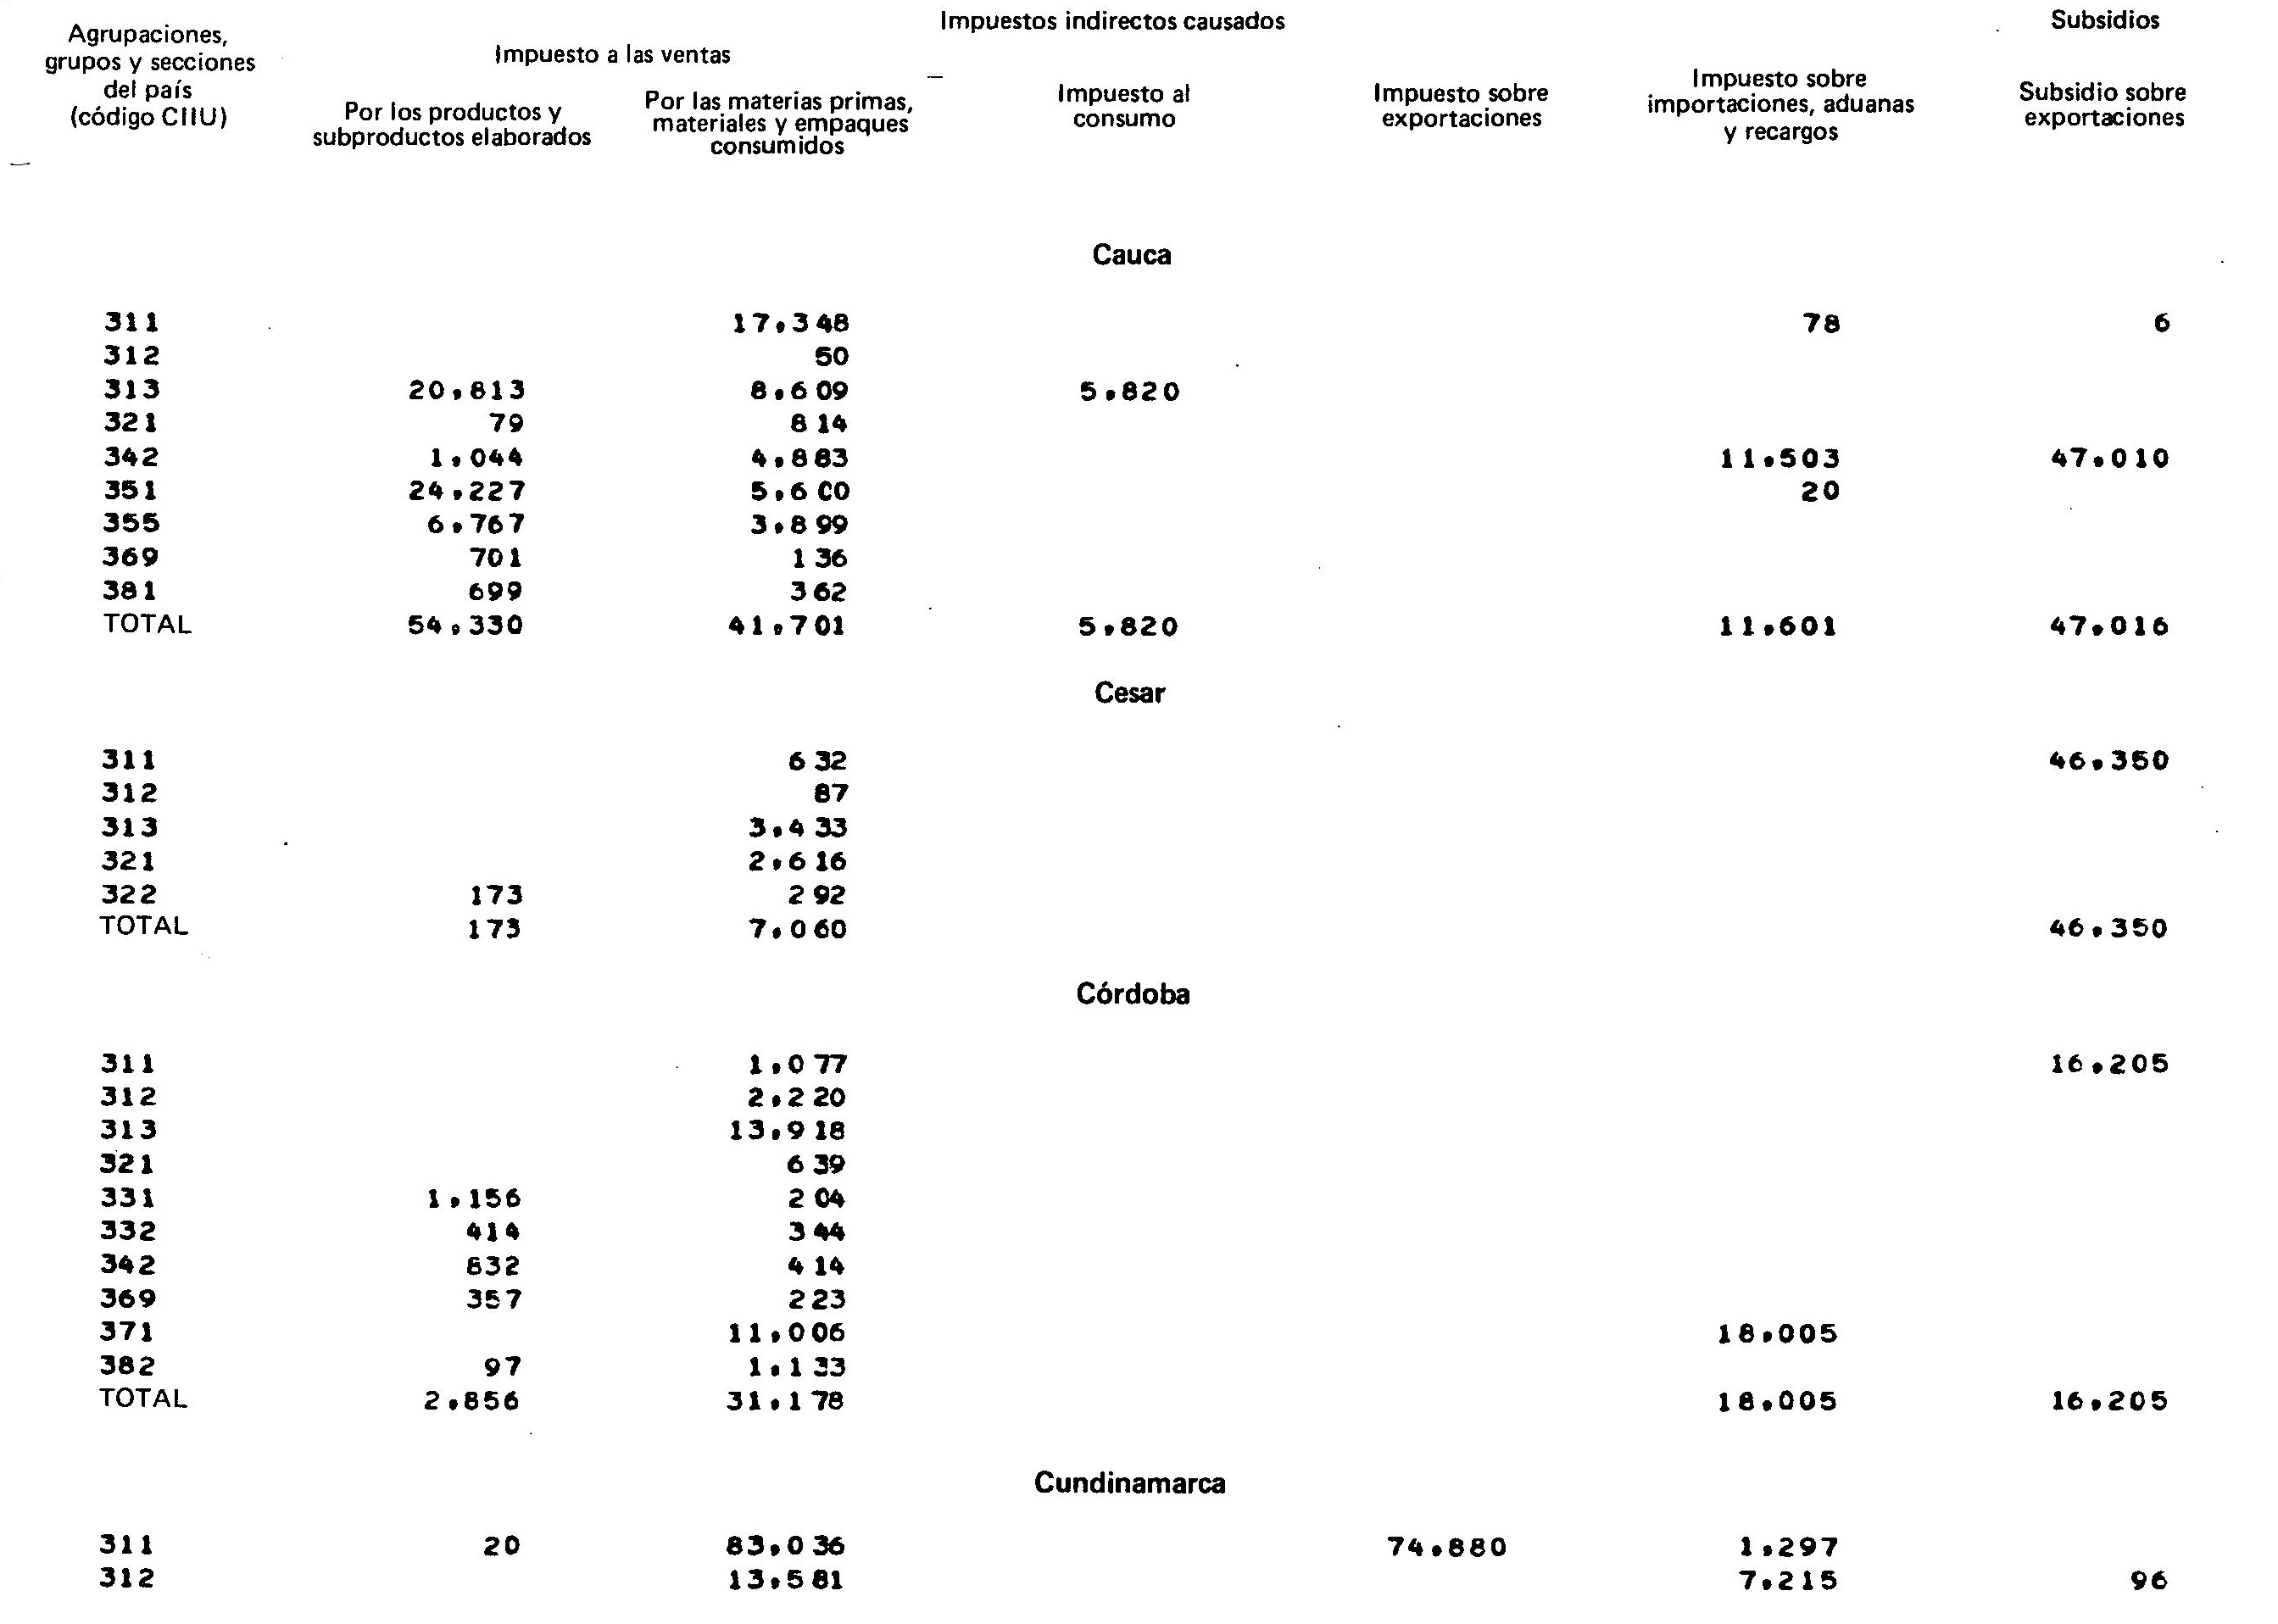 Impuestos indirectos causados Subsidios
Agrupaciones,
grupos y secciones
del país
(código CIIU)
Impuesto a las ventas
Por los productos y
subproductos elaborados
Por las materias primas,
materiales y empaques
consumidos
Impuesto al
consumo
Impuesto sobre
exportaciones
Impuesto sobre
importaciones, aduanas
y recargos
Subsidio sobre
exportaciones
Cauca
311 17.348 78 6
312 50
313 20.813 8.609 5.820
321 79 814
342 1.044 4.883 11.503 47.010
351 24.227 5.600 20
355 6.767 3.899
369 701 136
381 699 362
TOTAL 54.330 41.701 5.820 11.601 47.016
Cesar
311 632 46.350
312 87
313 3.433
321 2.616
322 173 292
TOTAL 173 7.060 46.350
Córdoba
311 1.077 16.205
312 2.220
313 13.918
321 639
331 1.156 204
332 414 344
342 832 414
369 357 223
371 11.006 18.005
382 97 1.133
TOTAL 2.856 31.178 18.005 16.205
Cundinamarca
311 20 83.036 74.880 1.297
312 13.581 7.215 96